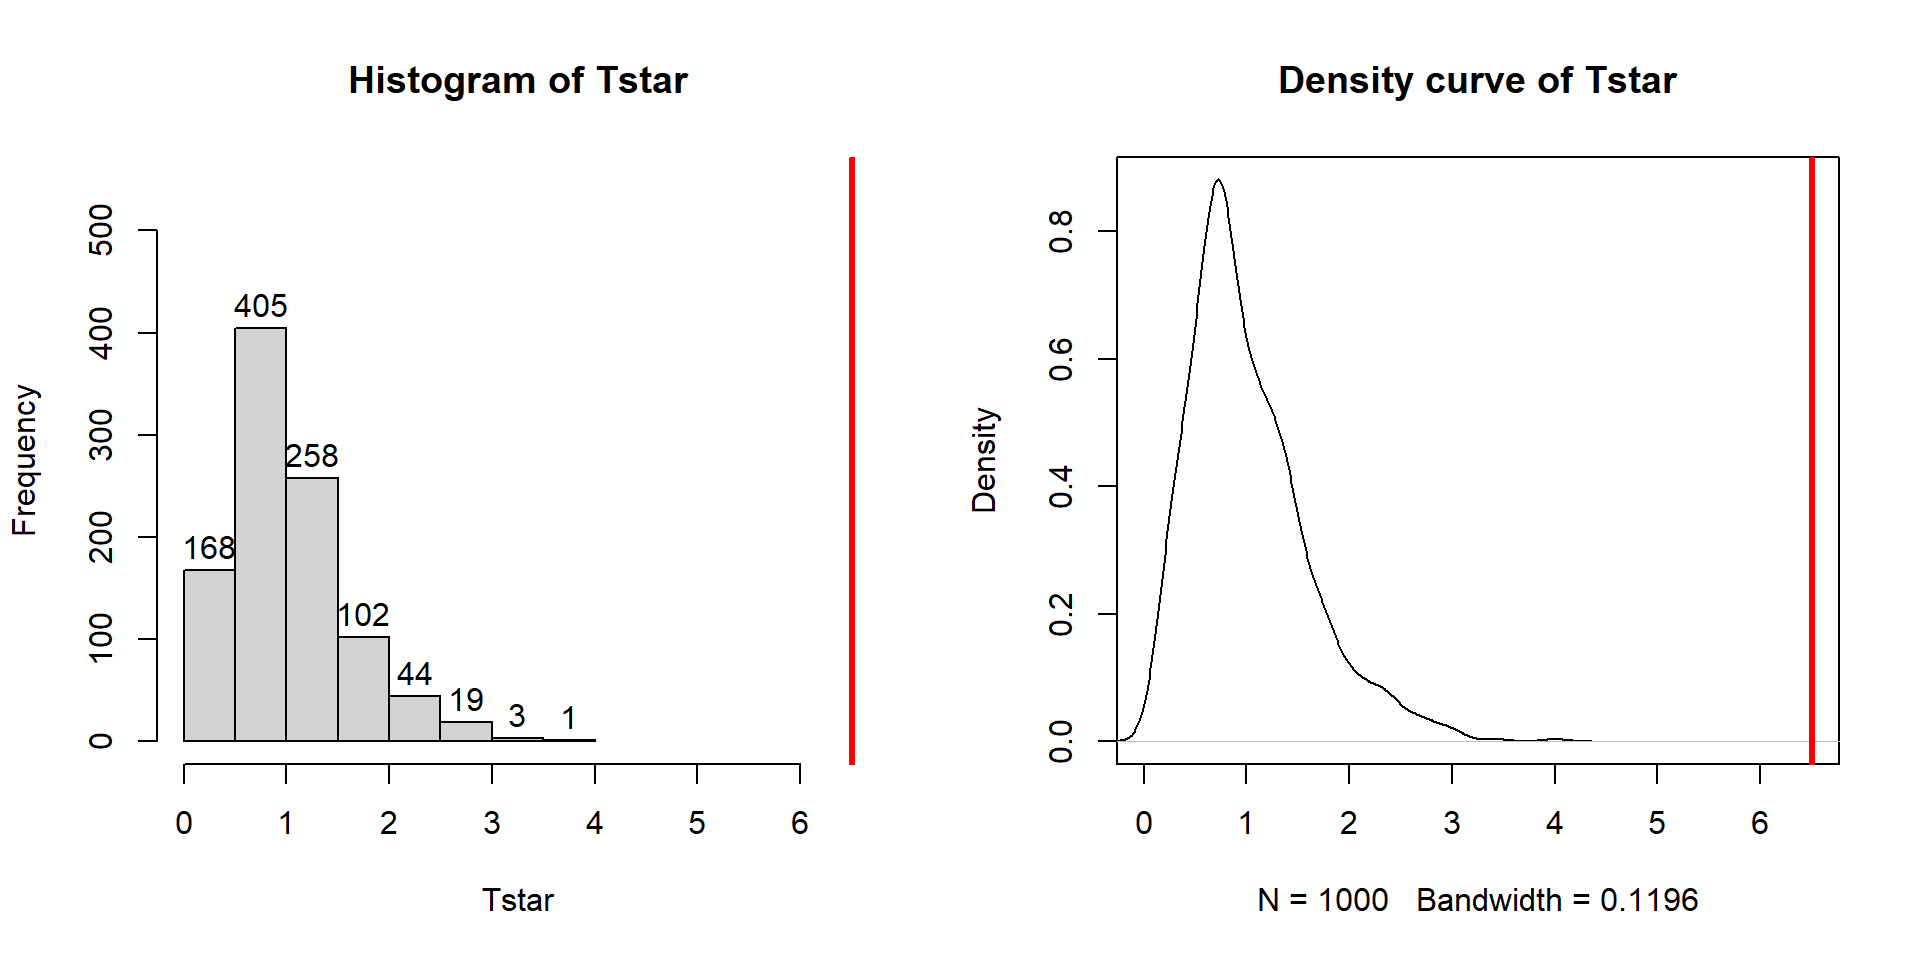 Histogram of Tstar
Frequency
0 100 200 300 400 500
168 405 258 102 44 19 3 1
0 1 2 3 4 5 6
Tstar
Density curve of Tstar
Density
0.0 0.2 0.4 0.6 0.8
0 1 2 3 4 5 6
N = 1000 Bandwidth = 0.1196